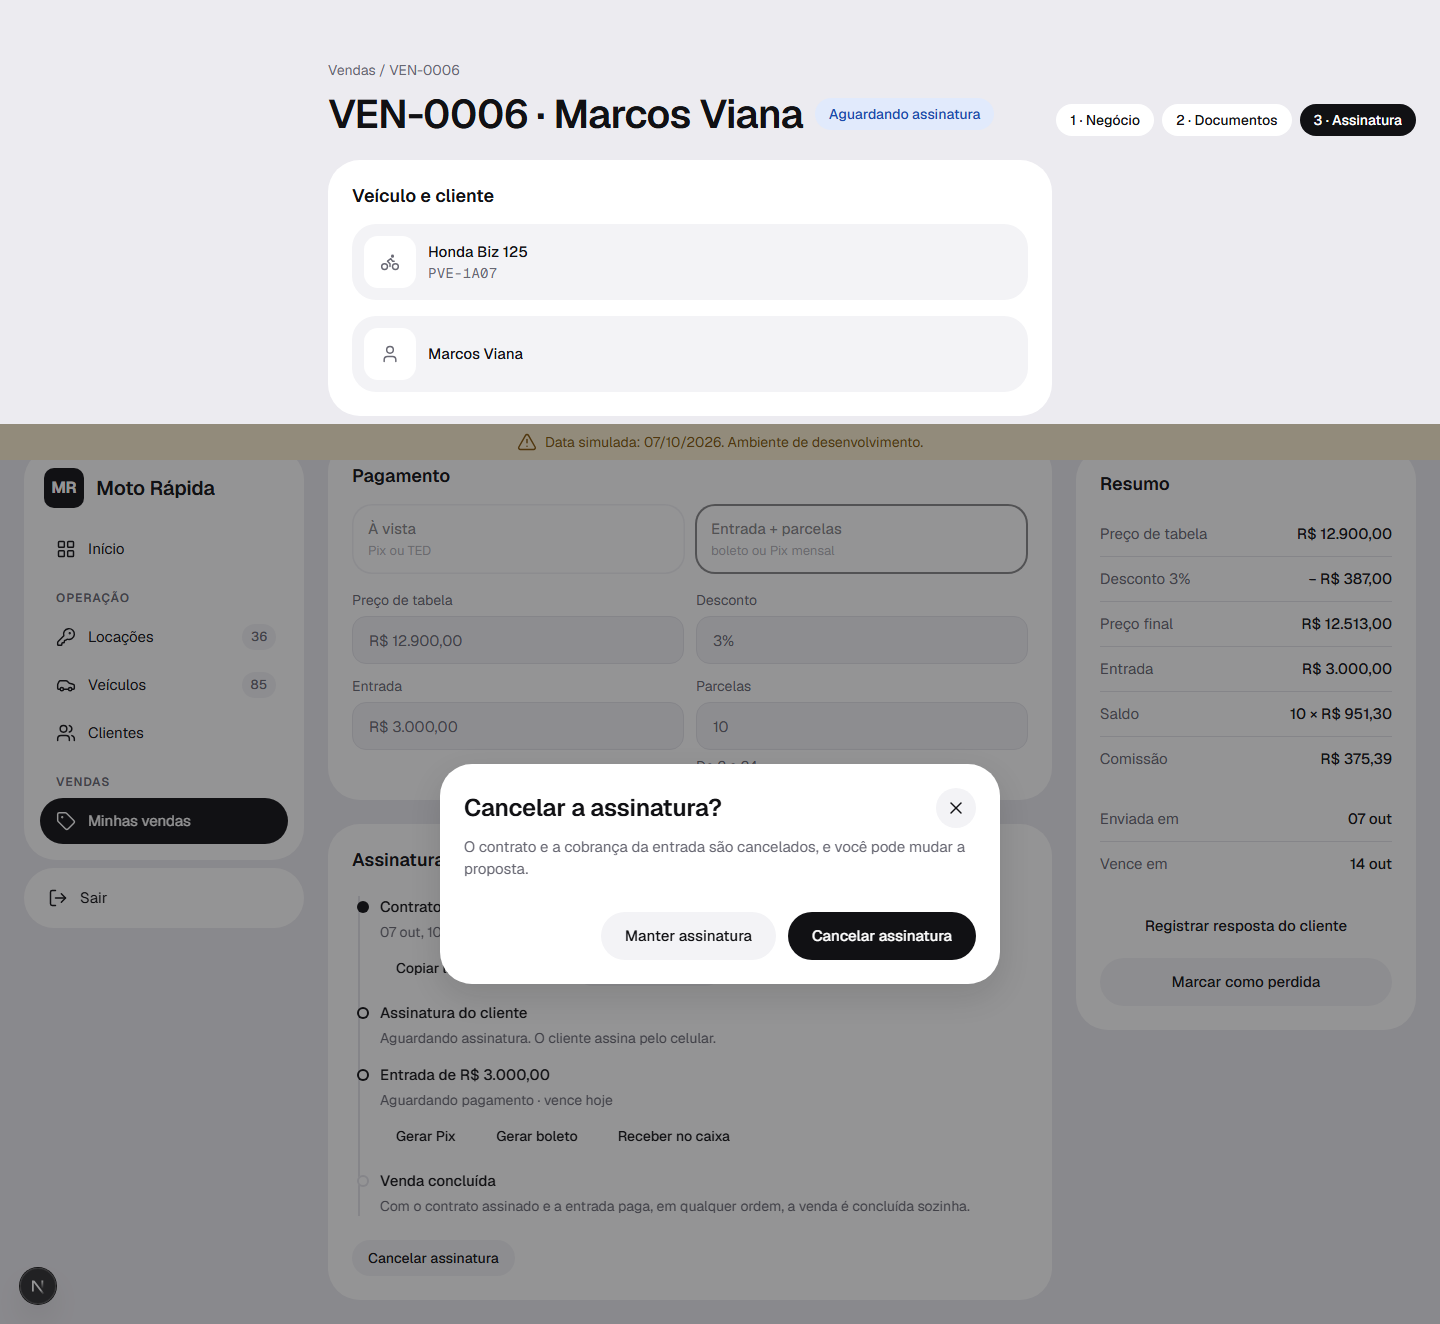 Vendas / VEN-0006
VEN-0006 · Marcos Viana
Aguardando assinatura
1 · Negócio
2 · Documentos
3 · Assinatura
Veículo e cliente
Honda Biz 125
PVE-1A07
Marcos Viana
Data simulada: 07/10/2026. Ambiente de desenvolvimento.
MR
Moto Rápida
Início
OPERAÇÃO
Locações
36
Veículos
85
Clientes
VENDAS
Minhas vendas
Sair
Pagamento
À vista
Pix ou TED
Entrada + parcelas
boleto ou Pix mensal
Preço de tabela
R$ 12.900,00
Desconto
3%
Entrada
R$ 3.000,00
Parcelas
10
Cancelar a assinatura?
O contrato e a cobrança da entrada são cancelados, e você pode mudar a
proposta.
Manter assinatura
Cancelar assinatura
Assinatura
Contrato
07 out, 10
Copiar
Assinatura do cliente
Aguardando assinatura. O cliente assina pelo celular.
Entrada de R$ 3.000,00
Aguardando pagamento · vence hoje
Gerar Pix
Gerar boleto
Receber no caixa
Venda concluída
Com o contrato assinado e a entrada paga, em qualquer ordem, a venda é concluída sozinha.
Cancelar assinatura
Resumo
Preço de tabela
R$ 12.900,00
Desconto 3%
− R$ 387,00
Preço final
R$ 12.513,00
Entrada
R$ 3.000,00
Saldo
10 × R$ 951,30
Comissão
R$ 375,39
Enviada em
07 out
Vence em
14 out
Registrar resposta do cliente
Marcar como perdida
N